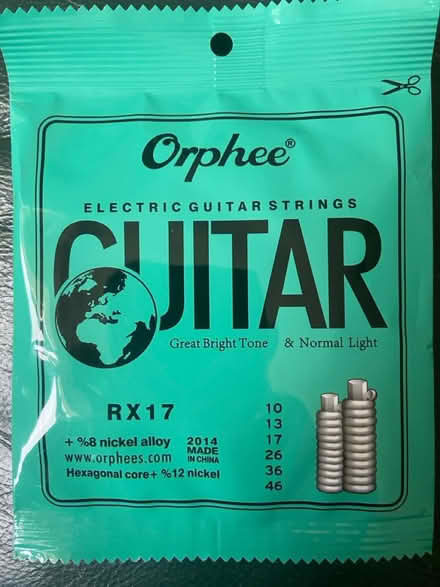 Orphee®
ELECTRIC GUITAR STRINGS
GUITAR
Great Bright Tone & Normal Light
RX17
+ %8 nickel alloy
www.orphees.com
Hexagonal core+ %12 nickel
2014
MADE
IN CHINA
10
13
17
26
36
46